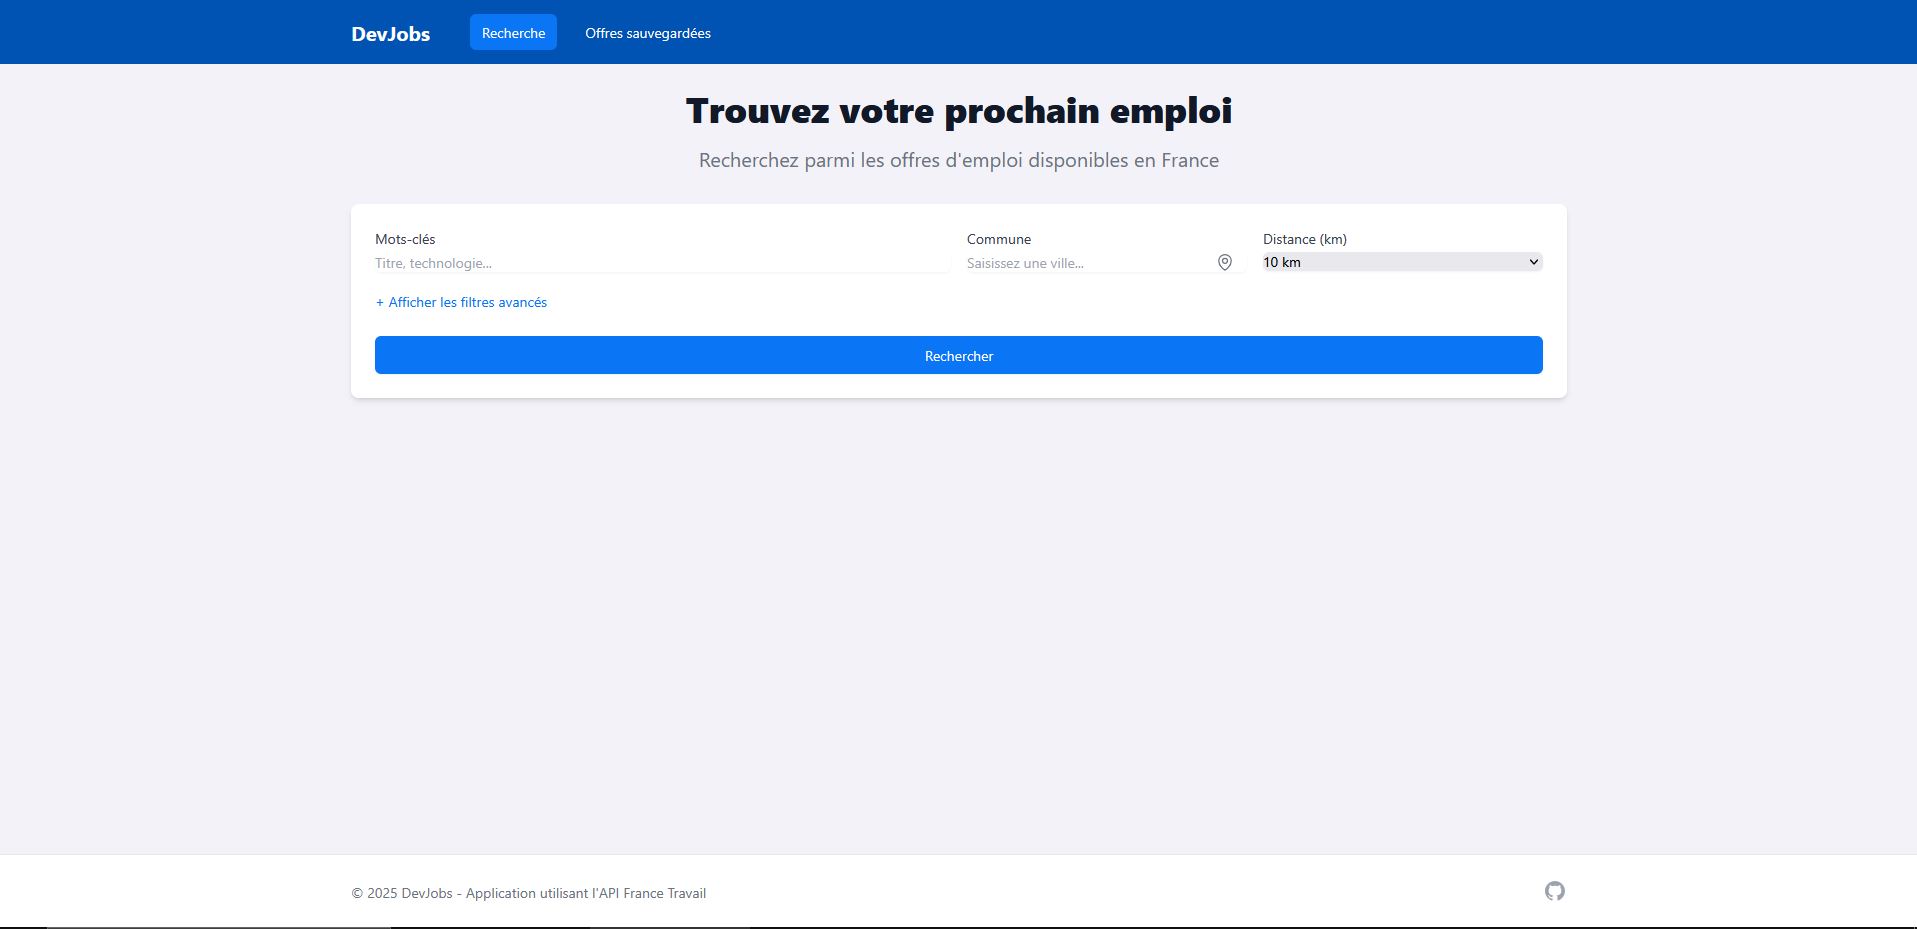 DevJobs
Recherche
Offres sauvegardées
Trouvez votre prochain emploi
Recherchez parmi les offres d'emploi disponibles en France
Mots-clés
Titre, technologie...
Commune
Saisissez une ville...
Distance (km)
10 km
+ Afficher les filtres avancés
Rechercher
© 2025 DevJobs - Application utilisant l'API France Travail